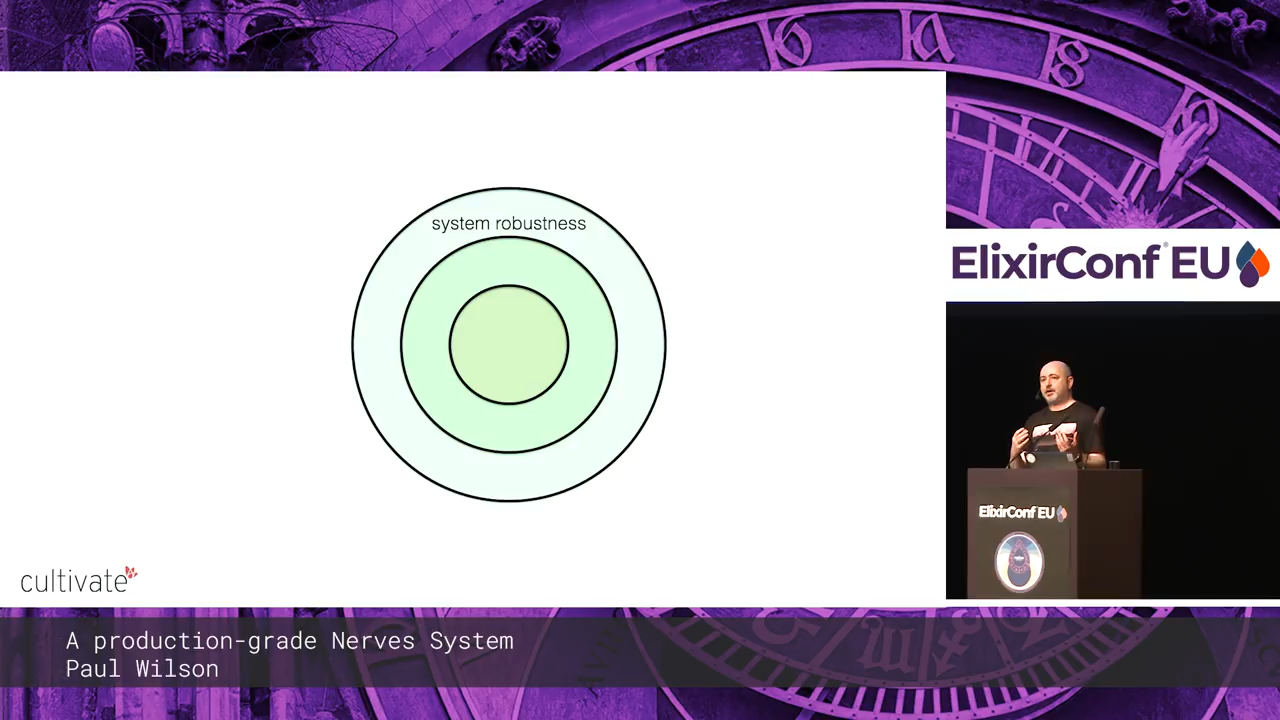 system robustness
ElixirConf® EU
ElixirConf EU
cultivate
A production-grade Nerves System
Paul Wilson